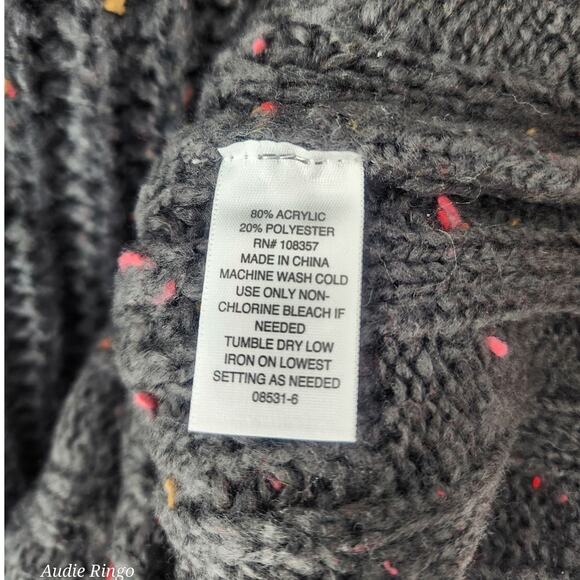 80% ACRYLIC
20% POLYESTER
RN# 108357
MADE IN CHINA
MACHINE WASH COLD
USE ONLY NON-
CHLORINE BLEACH IF
NEEDED
TUMBLE DRY LOW
IRON ON LOWEST
SETTING AS NEEDED
08531-6
Audie Ringo